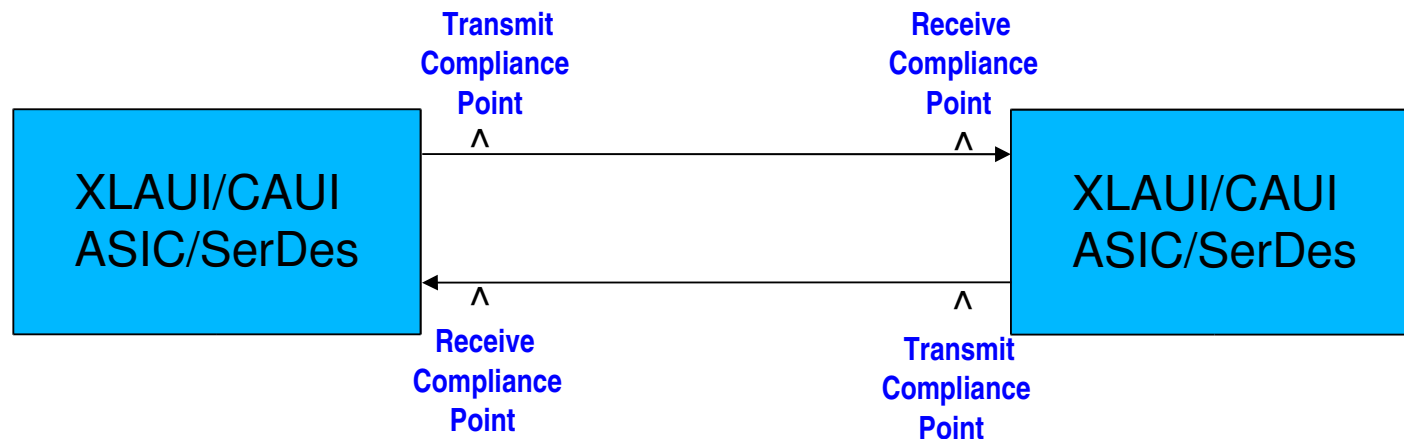 Transmit
Compliance
Point
Receive
Compliance
Point
^
^
XLAUI/CAUI
ASIC/SerDes
XLAUI/CAUI
ASIC/SerDes
^
^
Receive
Compliance
Point
Transmit
Compliance
Point